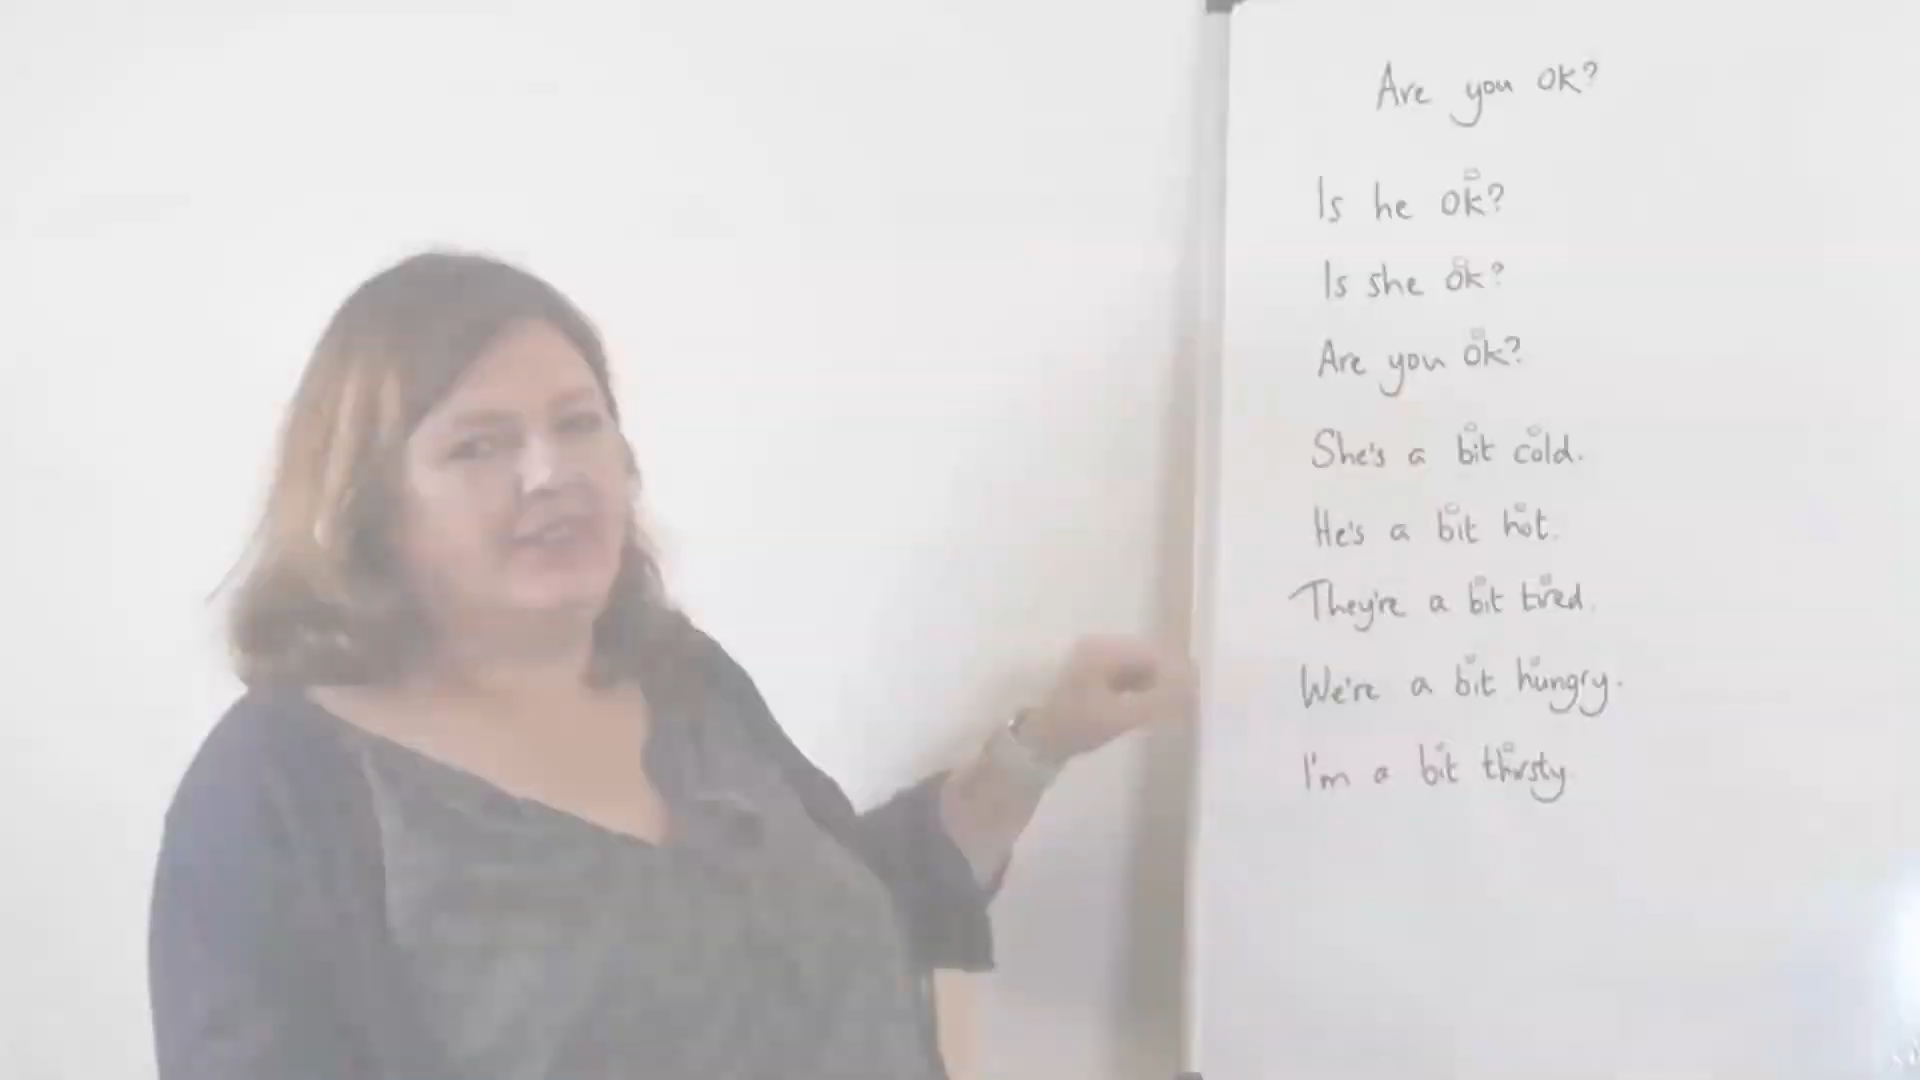 Are you OK?
Is he OK?
Is she OK?
Are you OK?
She's a bit cold.
He's a bit hot.
They're a bit tired.
We're a bit hungry.
I'm a bit thirsty